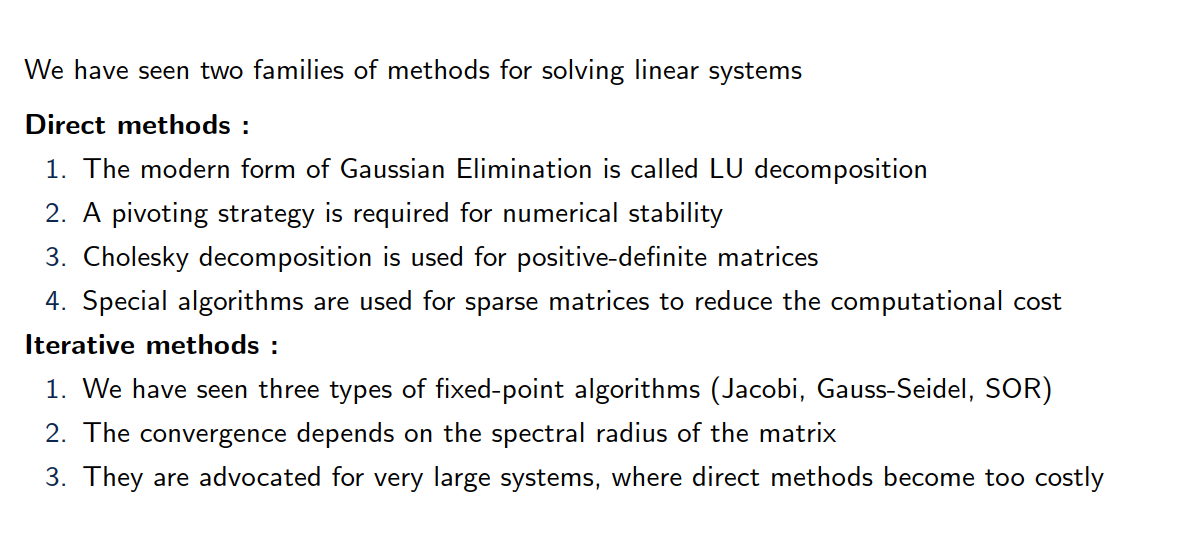 We have seen two families of methods for solving linear systems
Direct methods :
1. The modern form of Gaussian Elimination is called LU decomposition
2. A pivoting strategy is required for numerical stability
3. Cholesky decomposition is used for positive-definite matrices
4. Special algorithms are used for sparse matrices to reduce the computational cost
Iterative methods :
1. We have seen three types of fixed-point algorithms (Jacobi, Gauss-Seidel, SOR)
2. The convergence depends on the spectral radius of the matrix
3. They are advocated for very large systems, where direct methods become too costly